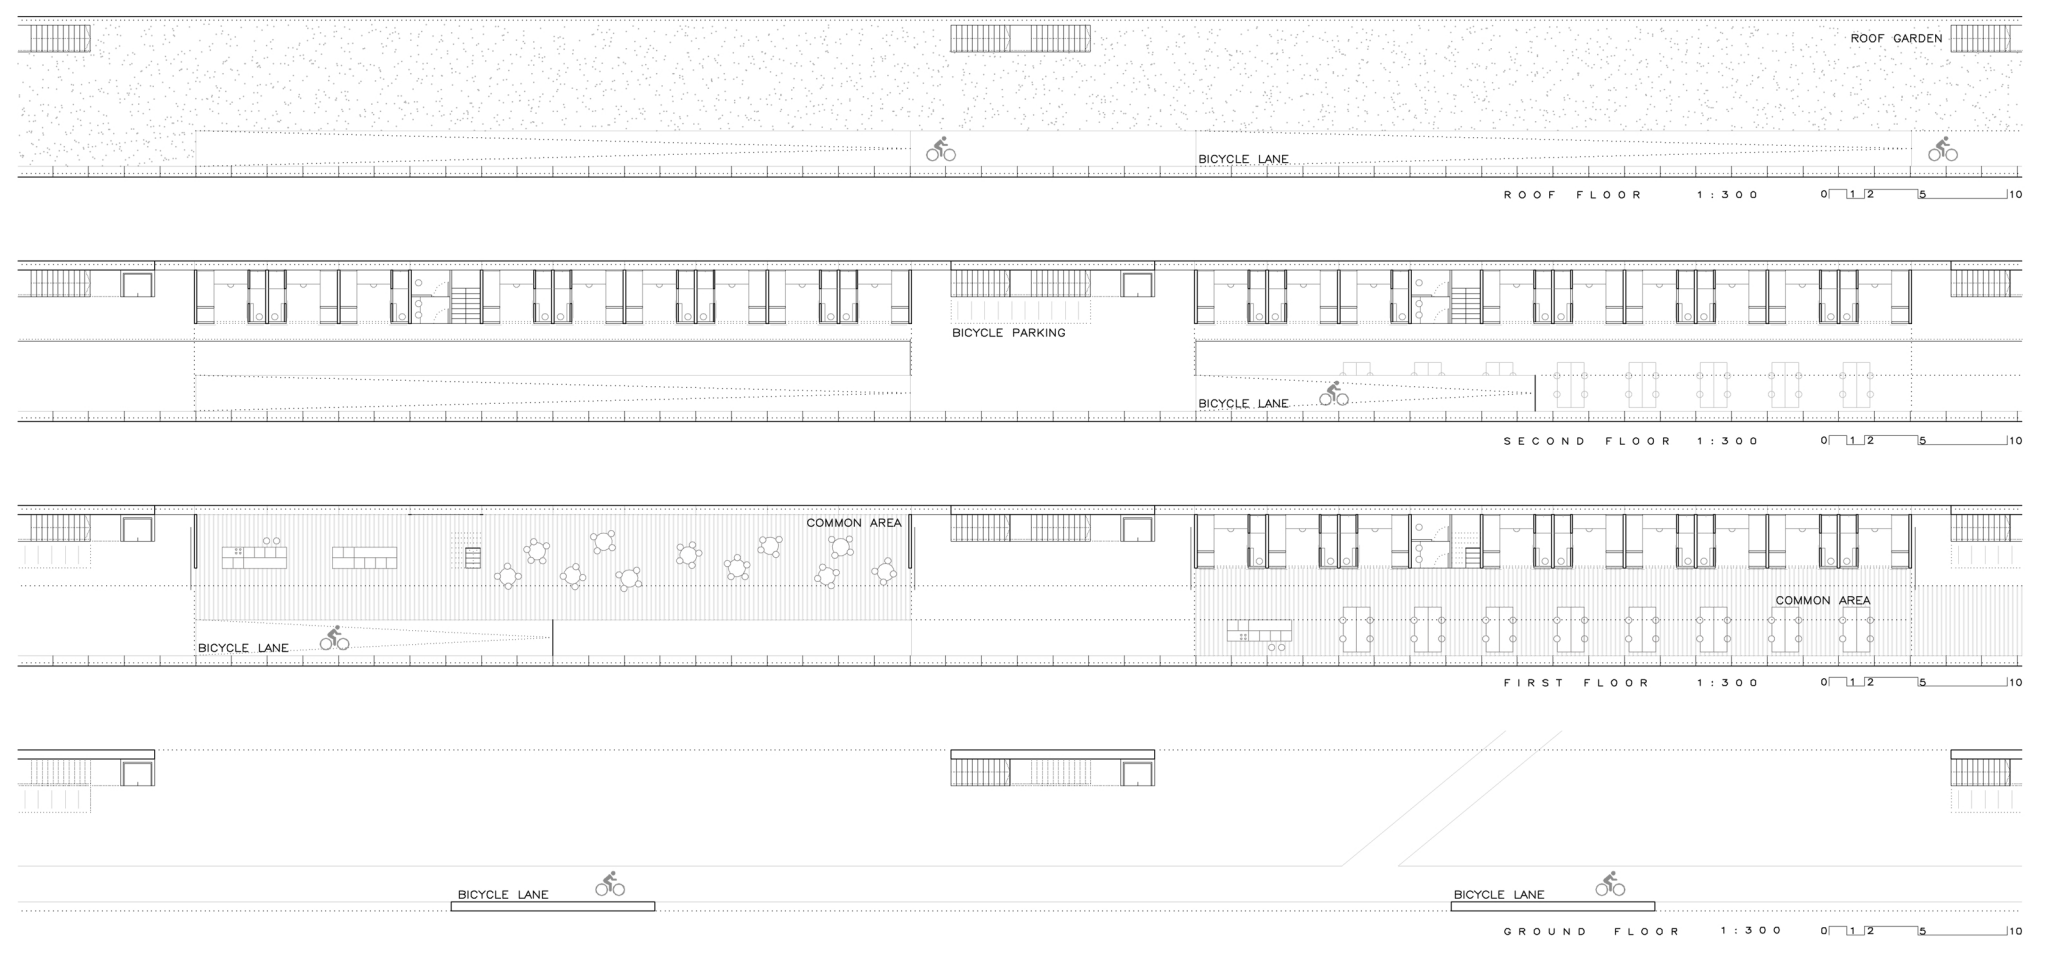 ROOF GARDEN
BICYCLE LANE
ROOF FLOOR 1:300 0 1 2 5 10
BICYCLE PARKING
BICYCLE LANE
SECOND FLOOR 1:300 0 1 2 5 10
COMMON AREA
COMMON AREA
BICYCLE LANE
FIRST FLOOR 1:300 0 1 2 5 10
BICYCLE LANE BICYCLE LANE
GROUND FLOOR 1:300 0 1 2 5 10